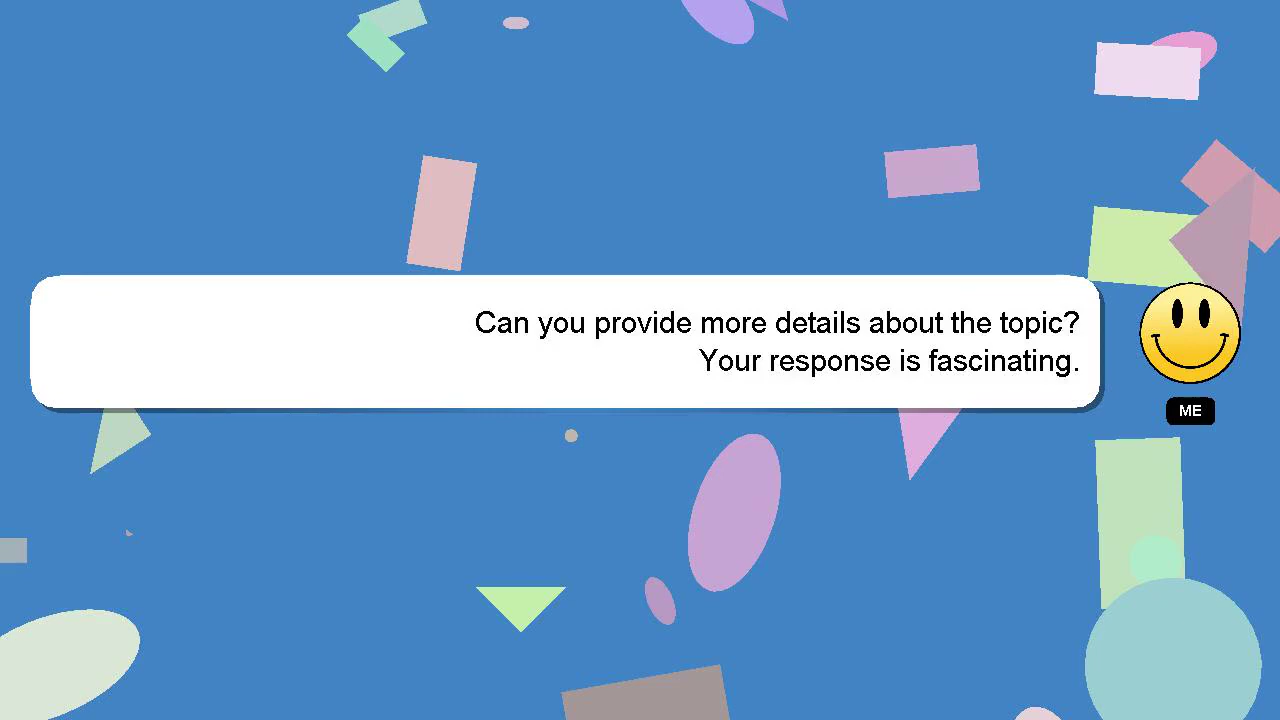 Can you provide more details about the topic?
Your response is fascinating.
ME